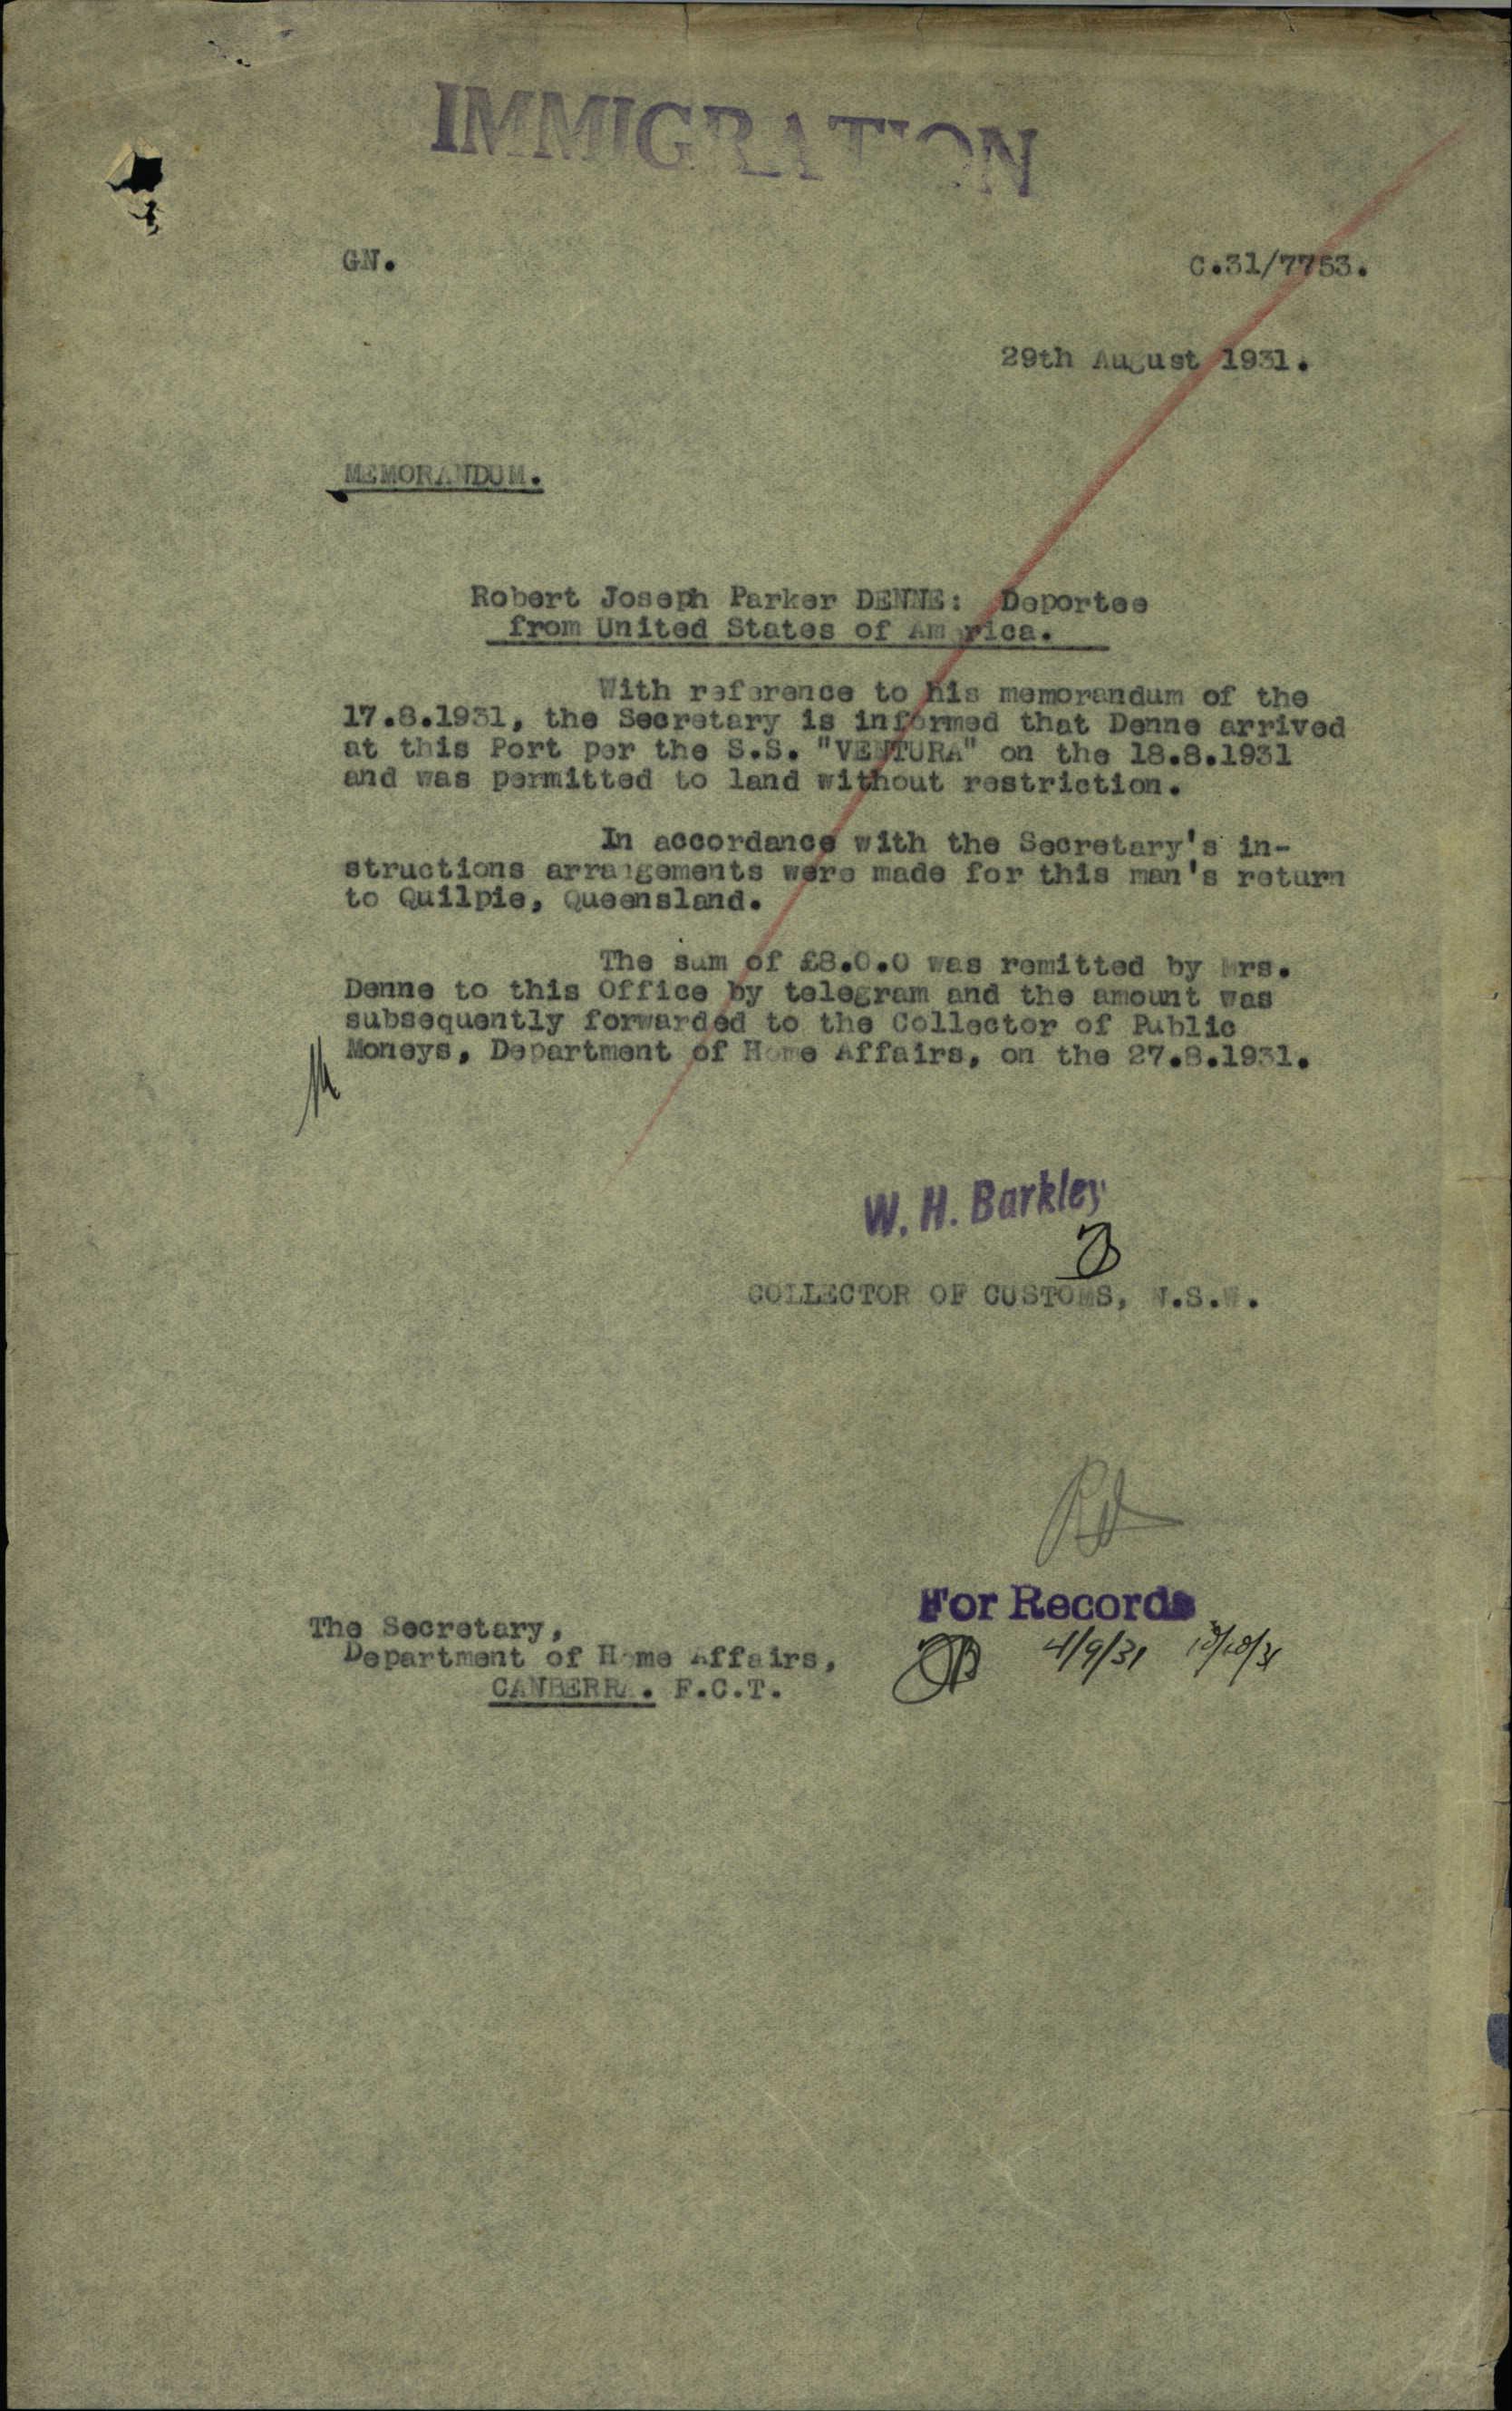 IMMIGRATION
GN.
C.31/7753.
29th August 1931.
MEMORANDUM.
Robert Joseph Parker DENNE: Deportee
from United States of America.
With reference to his memorandum of the
17.8.1931, the Secretary is informed that Denne arrived
at this Port per the S.S. "VENTURA" on the 18.8.1931
and was permitted to land without restriction.
In accordance with the Secretary's in-
structions arrangements were made for this man's return
to Quilpie, Queensland.
The sum of £8.0.0 was remitted by Mrs.
Denne to this Office by telegram and the amount was
subsequently forwarded to the Collector of Public
Moneys, Department of Home Affairs, on the 27.8.1931.
W. H. Barkley
COLLECTOR OF CUSTOMS, N.S.W.
For Records
4/9/31
The Secretary,
Department of Home Affairs,
CANBERRA. F.C.T.